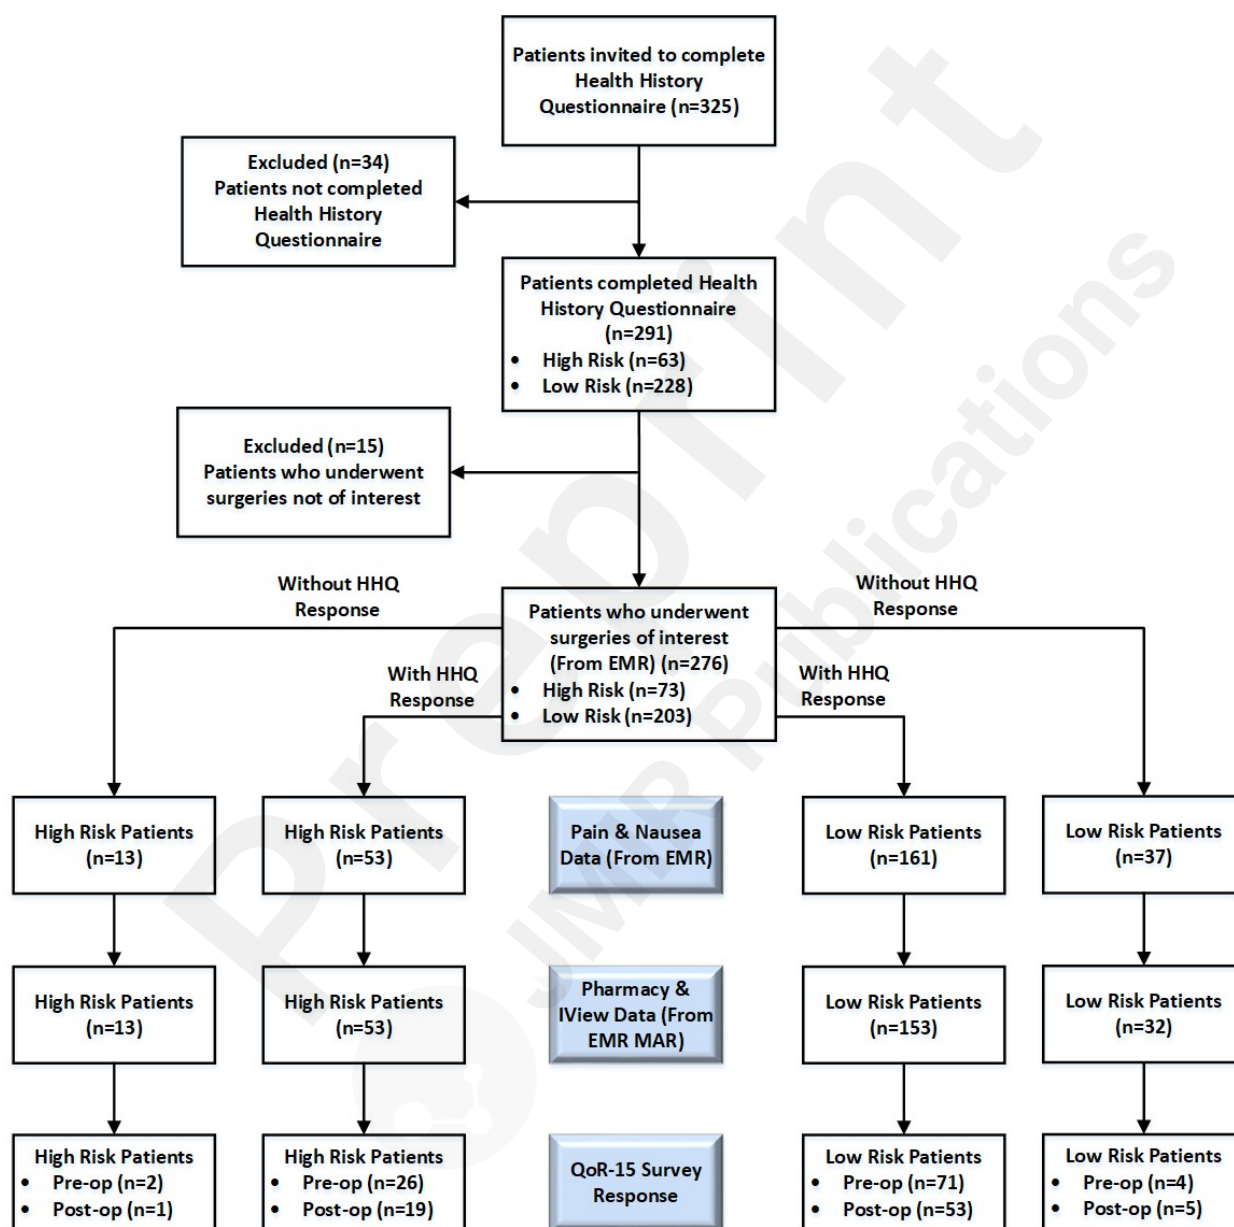 Patients invited to complete
Health History
Questionnaire (n=325)
Excluded (n=34)
Patients not completed
Health History
Questionnaire
Patients completed Health
History Questionnaire
(n=291)
• High Risk (n=63)
• Low Risk (n=228)
Excluded (n=15)
Patients who underwent
surgeries not of interest
Without HHQ
Response
Patients who underwent
surgeries of interest
(From EMR) (n=276)
• High Risk (n=73)
• Low Risk (n=203)
Without HHQ
Response
With HHQ
Response
With HHQ
Response
High Risk Patients
(n=13)
High Risk Patients
(n=53)
Pain & Nausea
Data (From EMR)
Low Risk Patients
(n=161)
Low Risk Patients
(n=37)
High Risk Patients
(n=13)
High Risk Patients
(n=53)
Pharmacy &
IView Data (From
EMR MAR)
Low Risk Patients
(n=153)
Low Risk Patients
(n=32)
High Risk Patients
• Pre-op (n=2)
• Post-op (n=1)
High Risk Patients
• Pre-op (n=26)
• Post-op (n=19)
QoR-15 Survey
Response
Low Risk Patients
• Pre-op (n=71)
• Post-op (n=53)
Low Risk Patients
• Pre-op (n=4)
• Post-op (n=5)
Preprint
JMIR Publications